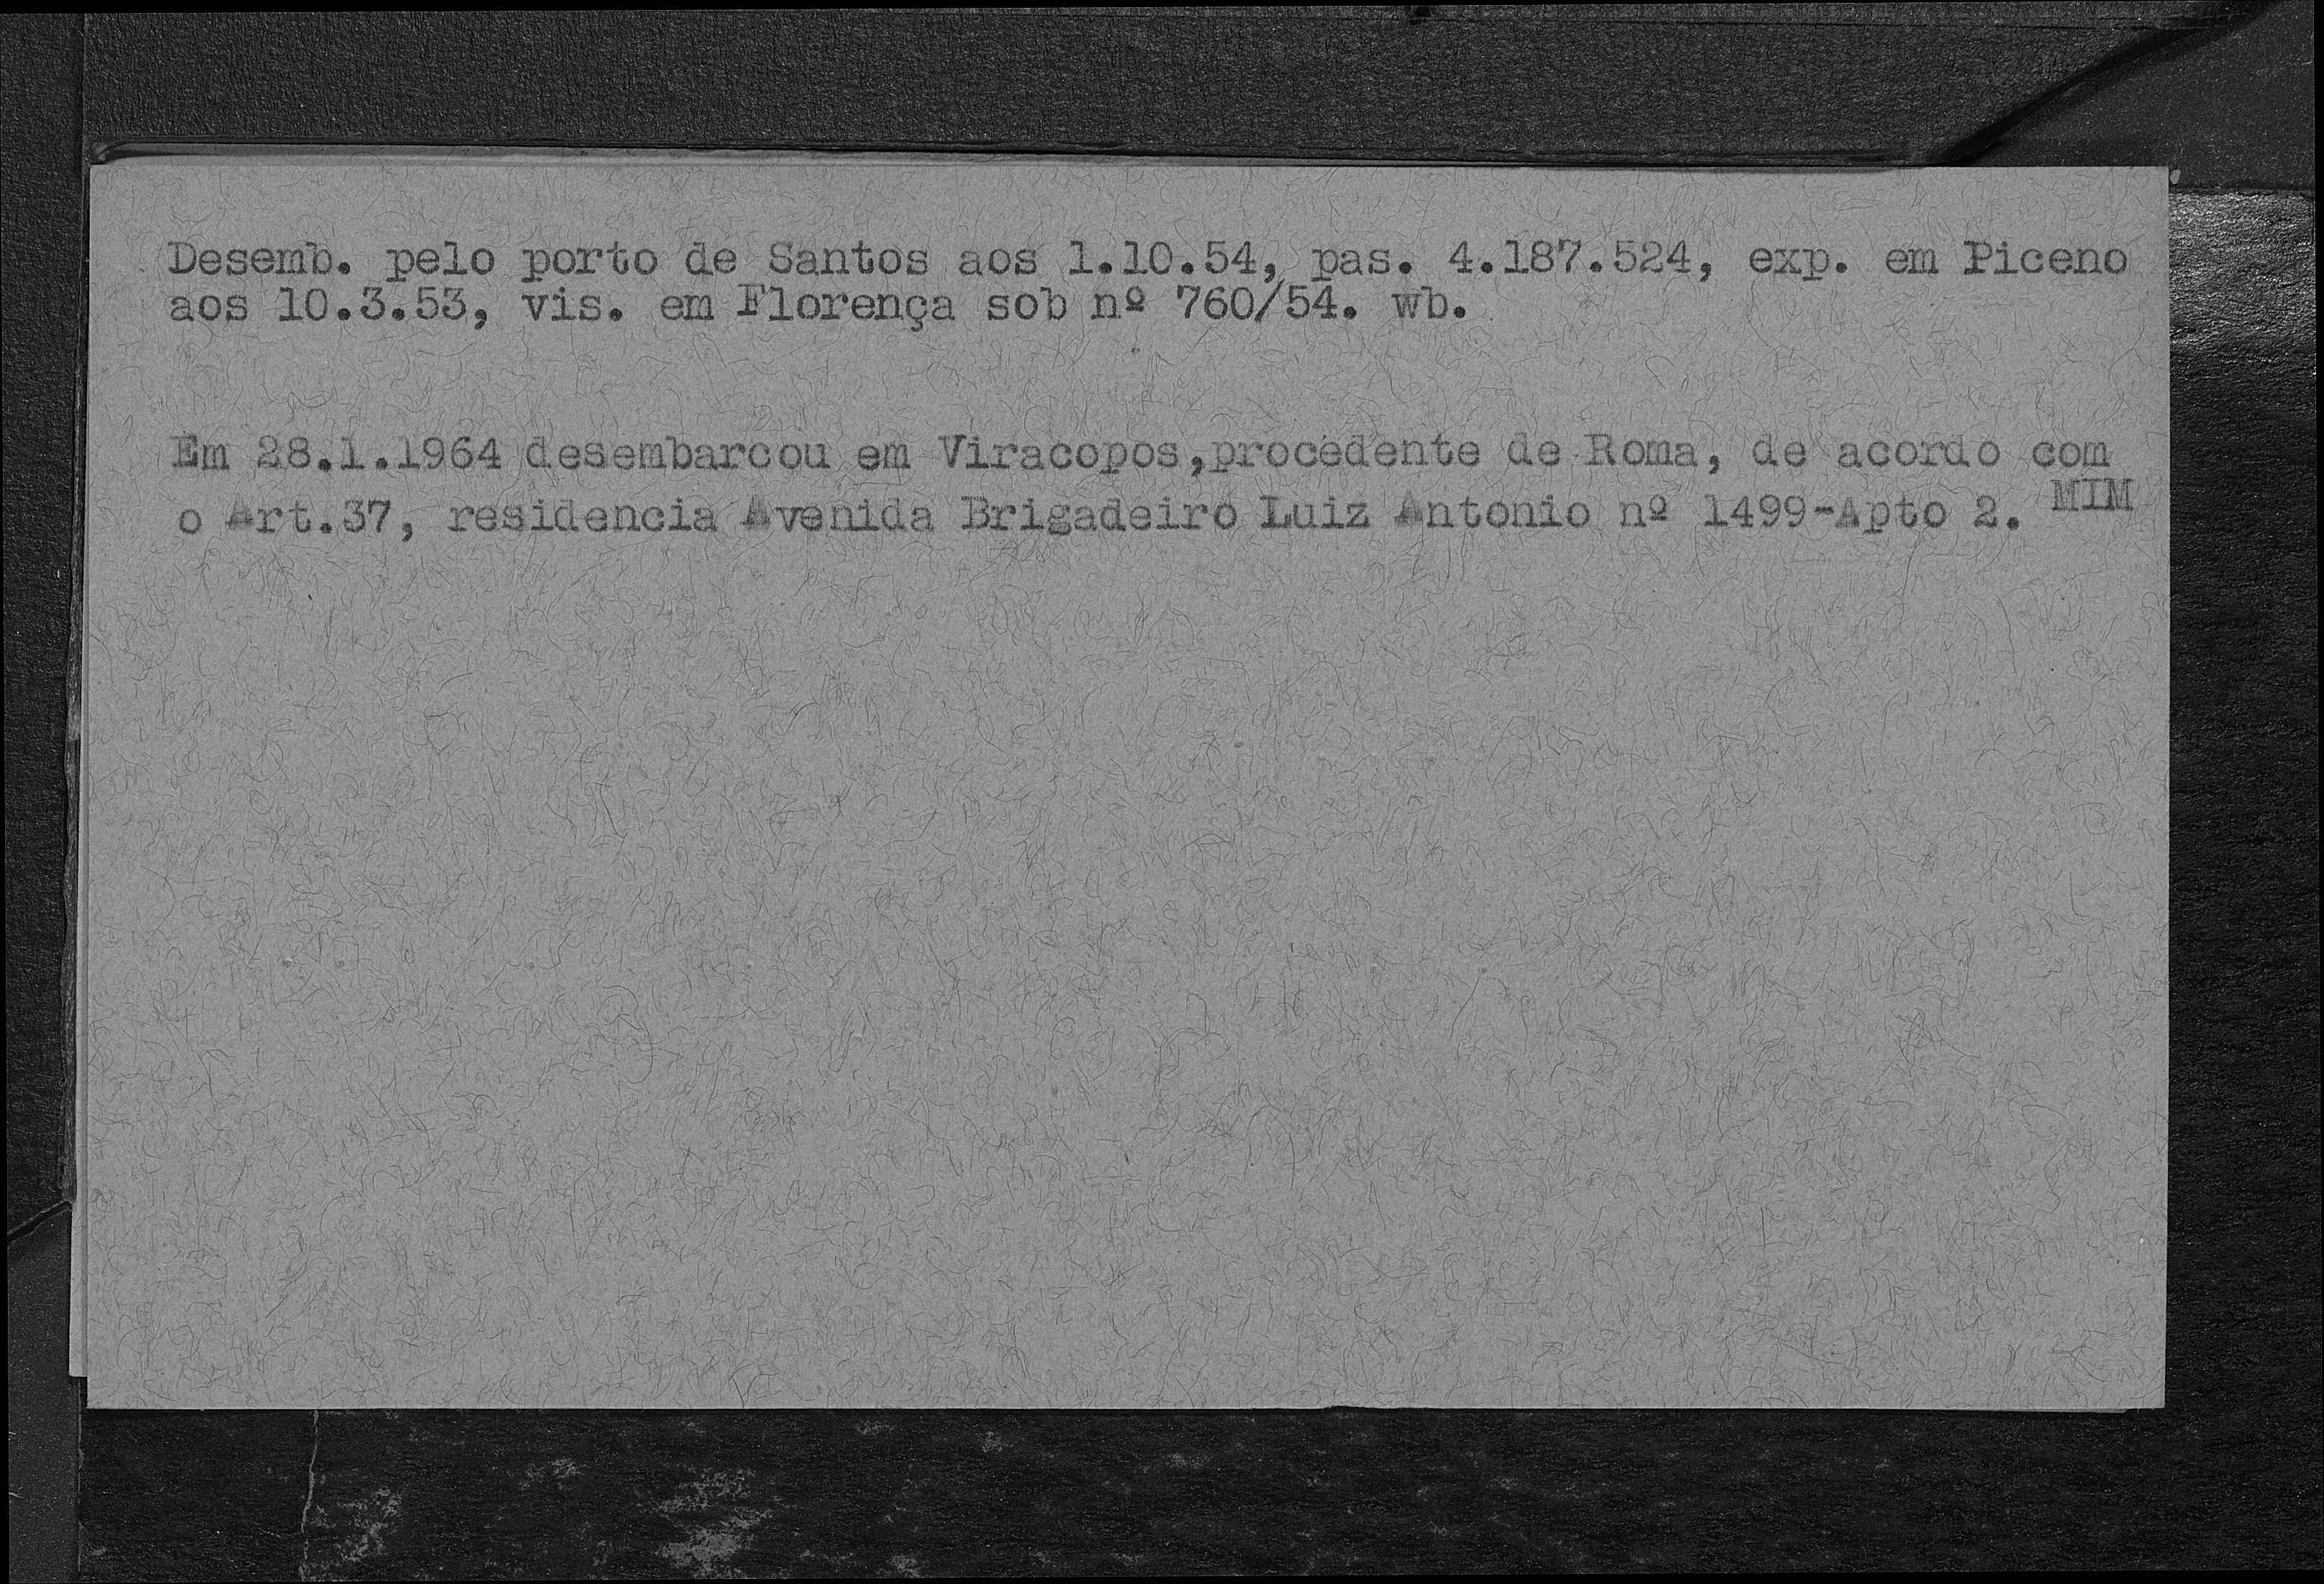 Desemb. pelo porto de Santos aos 1.10.54, pas. 4.187.524, exp. em Piceno
aos 10.3.53, vis. em Florença sob nº 760/54. wb.
Em 28.1.1964 desembarcou em Viracopos,procedente de Roma, de acordo com
o Art.37, residencia Avenida Brigadeiro Luiz Antonio nº 1499-Apto 2. MIM